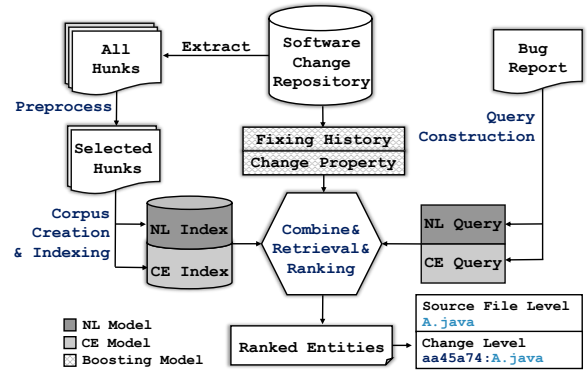 All
Hunks
Extract
Software
Change
Repository
Bug
Report
Preprocess
Query
Construction
Selected
Hunks
Fixing History
Change Property
Corpus
Creation
& Indexing
NL Index
CE Index
Combine&
Retrieval&
Ranking
NL Query
CE Query
NL Model
CE Model
Boosting Model
Ranked Entities
Source File Level
A.java
Change Level
aa45a74:A.java